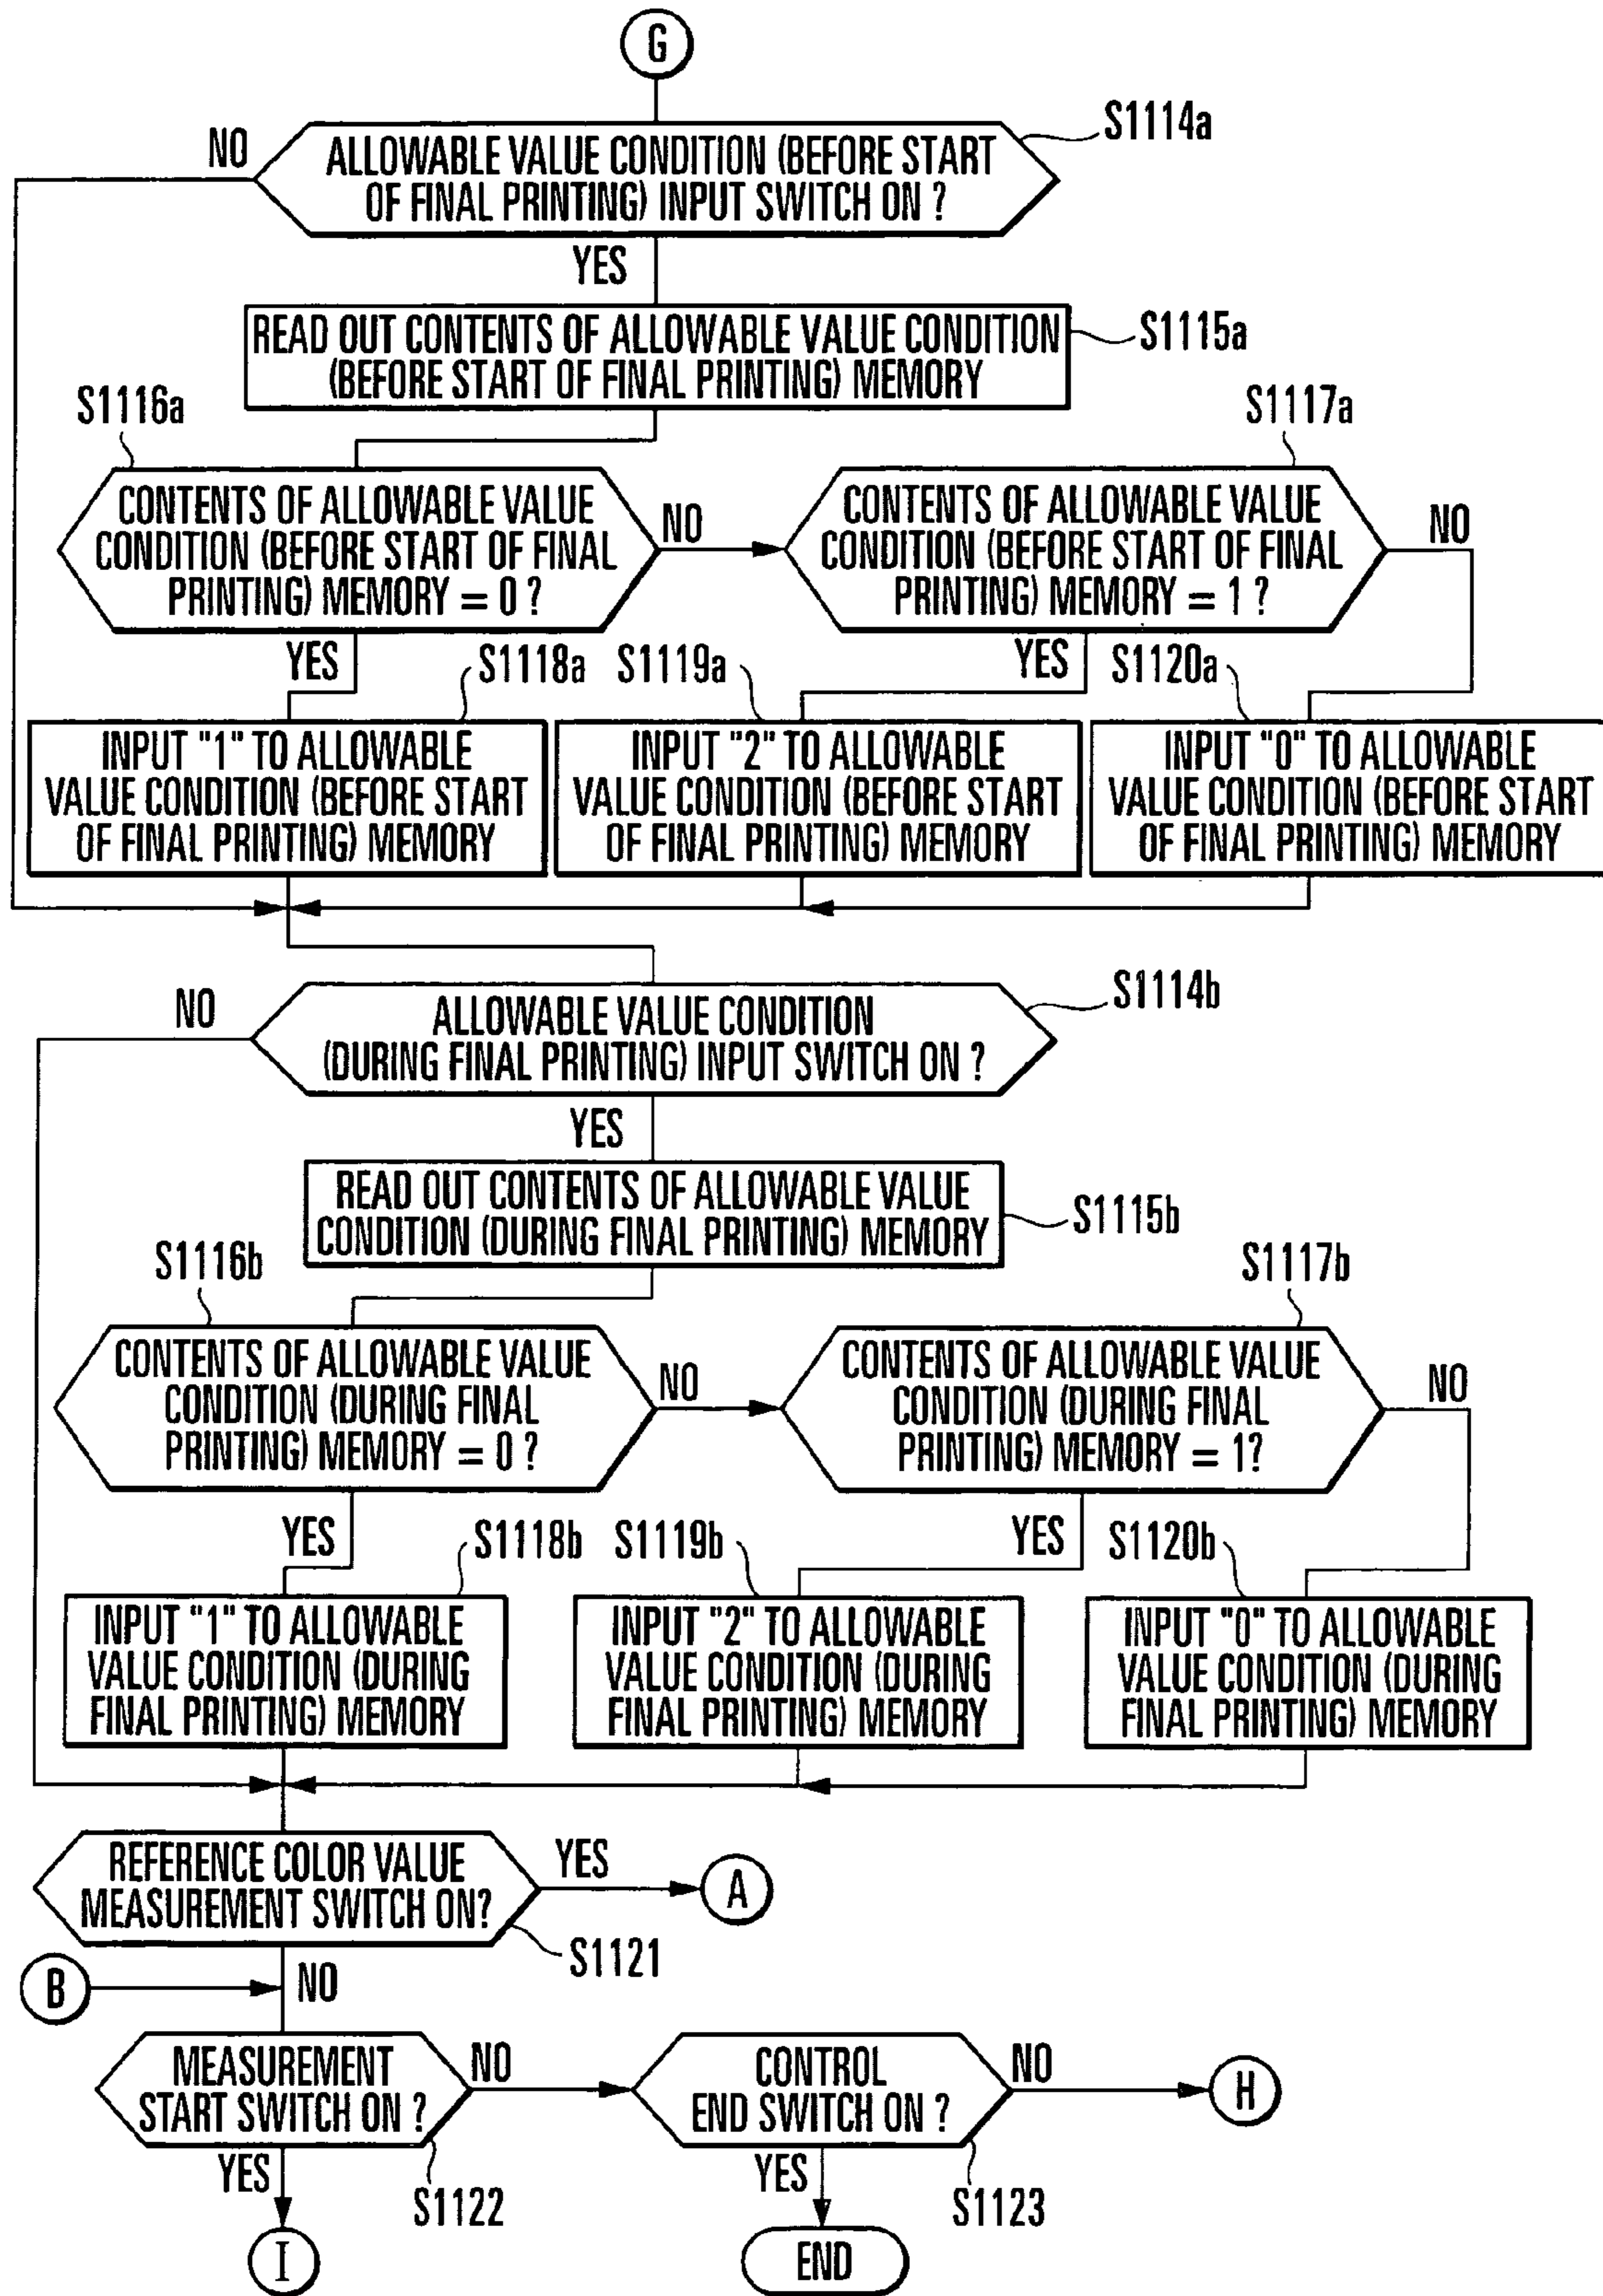 G
S1114a
NO
ALLOWABLE VALUE CONDITION (BEFORE START
OF FINAL PRINTING) INPUT SWITCH ON ?
YES
READ OUT CONTENTS OF ALLOWABLE VALUE CONDITION
(BEFORE START OF FINAL PRINTING) MEMORY
S1115a
S1116a
S1117a
CONTENTS OF ALLOWABLE VALUE
CONDITION (BEFORE START OF FINAL
PRINTING) MEMORY = 0 ?
NO
CONTENTS OF ALLOWABLE VALUE
CONDITION (BEFORE START OF FINAL
PRINTING) MEMORY = 1 ?
NO
YES
S1118a
S1119a
YES
S1120a
INPUT "1" TO ALLOWABLE
VALUE CONDITION (BEFORE START
OF FINAL PRINTING) MEMORY
INPUT "2" TO ALLOWABLE
VALUE CONDITION (BEFORE START
OF FINAL PRINTING) MEMORY
INPUT "0" TO ALLOWABLE
VALUE CONDITION (BEFORE START
OF FINAL PRINTING) MEMORY
NO
ALLOWABLE VALUE CONDITION
(DURING FINAL PRINTING) INPUT SWITCH ON ?
S1114b
YES
READ OUT CONTENTS OF ALLOWABLE VALUE
CONDITION (DURING FINAL PRINTING) MEMORY
S1115b
S1116b
S1117b
CONTENTS OF ALLOWABLE VALUE
CONDITION (DURING FINAL
PRINTING) MEMORY = 0 ?
NO
CONTENTS OF ALLOWABLE VALUE
CONDITION (DURING FINAL
PRINTING) MEMORY = 1?
NO
YES
S1118b
S1119b
YES
S1120b
INPUT "1" TO ALLOWABLE
VALUE CONDITION (DURING
FINAL PRINTING) MEMORY
INPUT "2" TO ALLOWABLE
VALUE CONDITION (DURING
FINAL PRINTING) MEMORY
INPUT "0" TO ALLOWABLE
VALUE CONDITION (DURING
FINAL PRINTING) MEMORY
REFERENCE COLOR VALUE
MEASUREMENT SWITCH ON?
YES
A
S1121
B
NO
MEASUREMENT
START SWITCH ON ?
NO
CONTROL
END SWITCH ON ?
NO
H
YES
S1122
YES
S1123
I
END